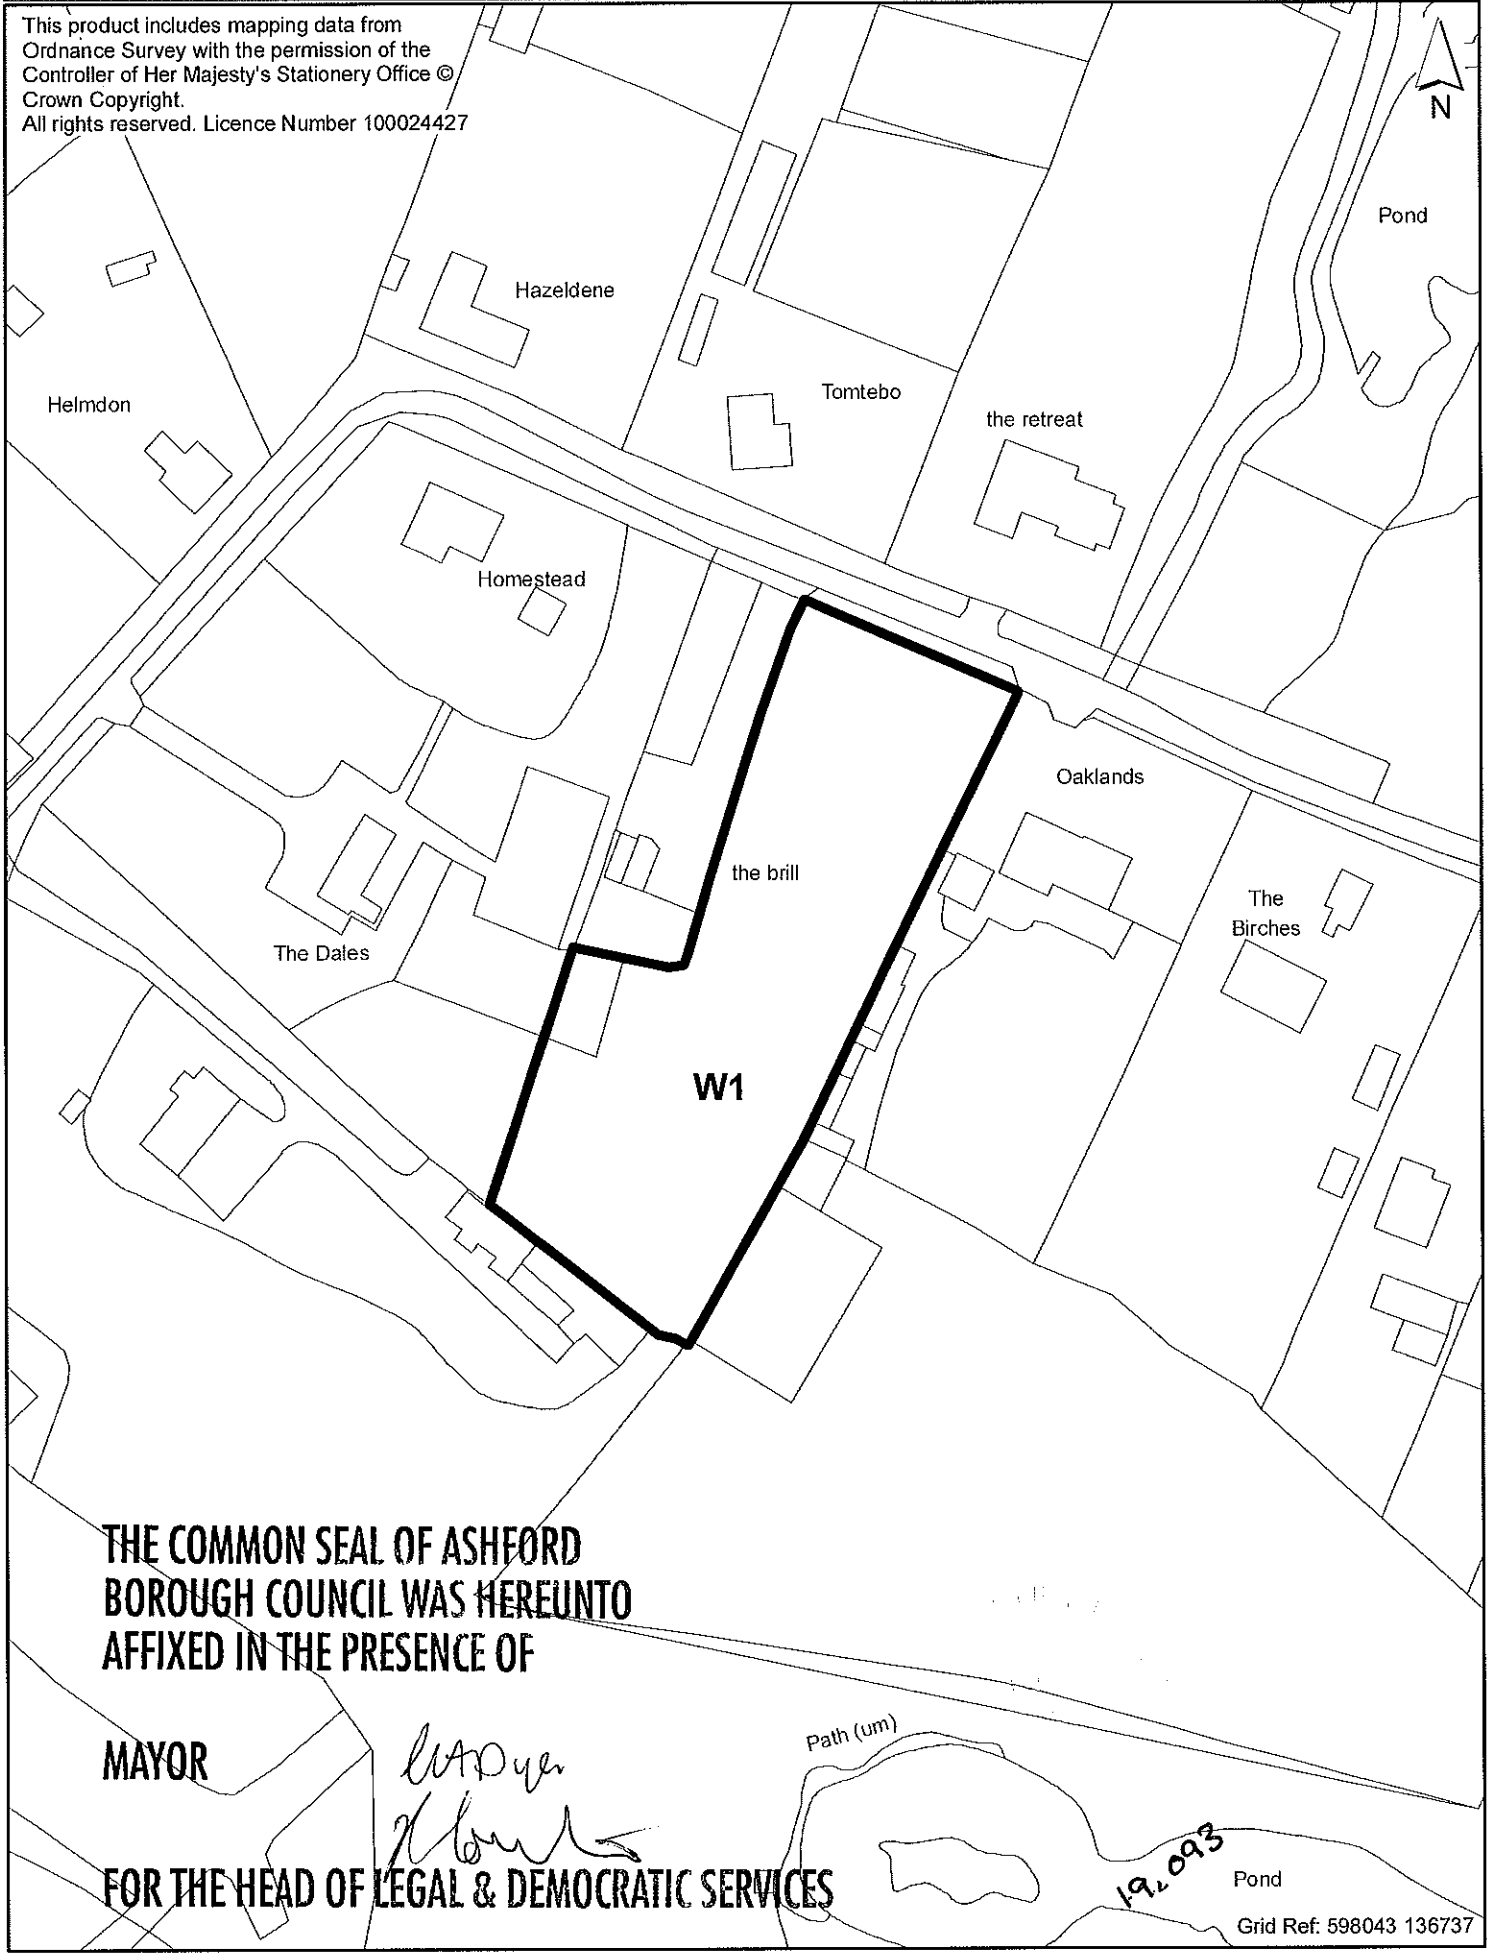 This product includes mapping data from
Ordnance Survey with the permission of the
Controller of Her Majesty's Stationery Office ©
Crown Copyright.
All rights reserved. Licence Number 100024427
N
Pond
Hazeldene
Helmdon
Tomtebo
the retreat
Homestead
Oaklands
the brill
The
Birches
The Dales
W1
THE COMMON SEAL OF ASHFORD
BOROUGH COUNCIL WAS HEREUNTO
AFFIXED IN THE PRESENCE OF
Path (um)
MAYOR
FOR THE HEAD OF LEGAL & DEMOCRATIC SERVICES
19,093
Pond
Grid Ref: 598043 136737